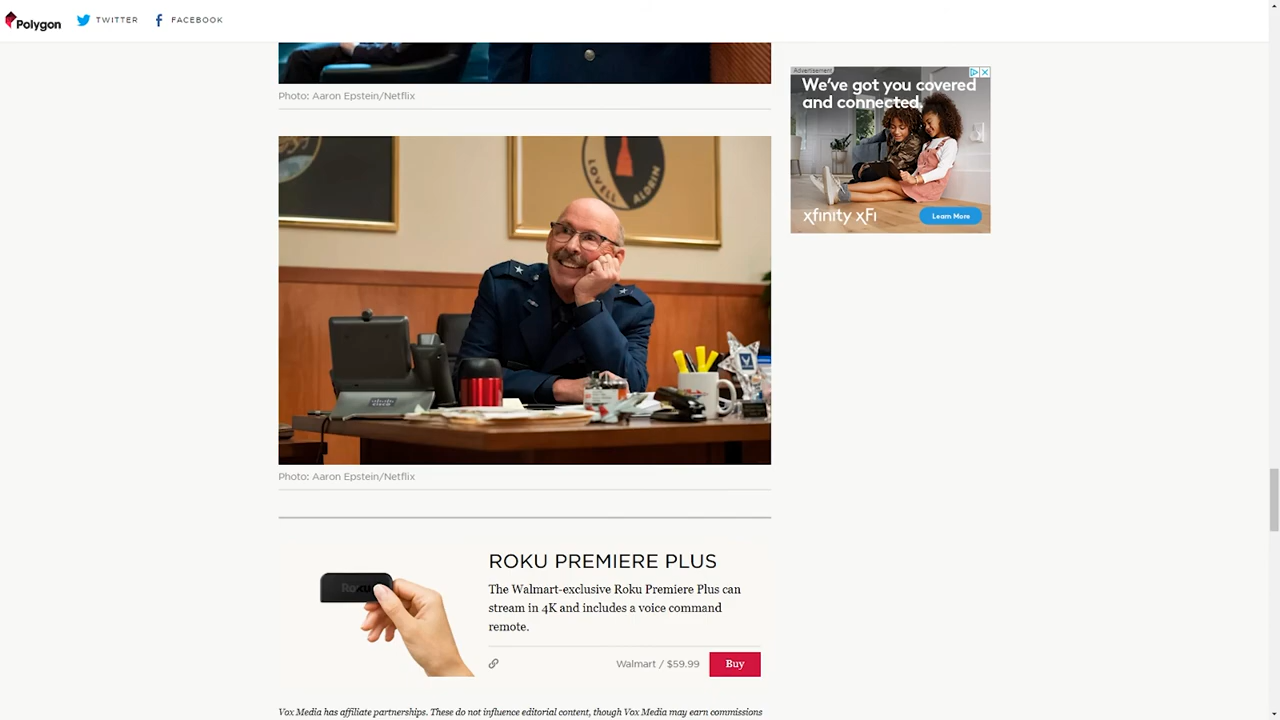 Polygon TWITTER FACEBOOK
Photo: Aaron Epstein/Netflix
Advertisement
We've got you covered
and connected.
xfinity xFi
Learn More
LOVELL ALDRIN
CISCO
Photo: Aaron Epstein/Netflix
Roku
ROKU PREMIERE PLUS
The Walmart-exclusive Roku Premiere Plus can
stream in 4K and includes a voice command
remote.
Walmart / $59.99 Buy
Vox Media has affiliate partnerships. These do not influence editorial content, though Vox Media may earn commissions